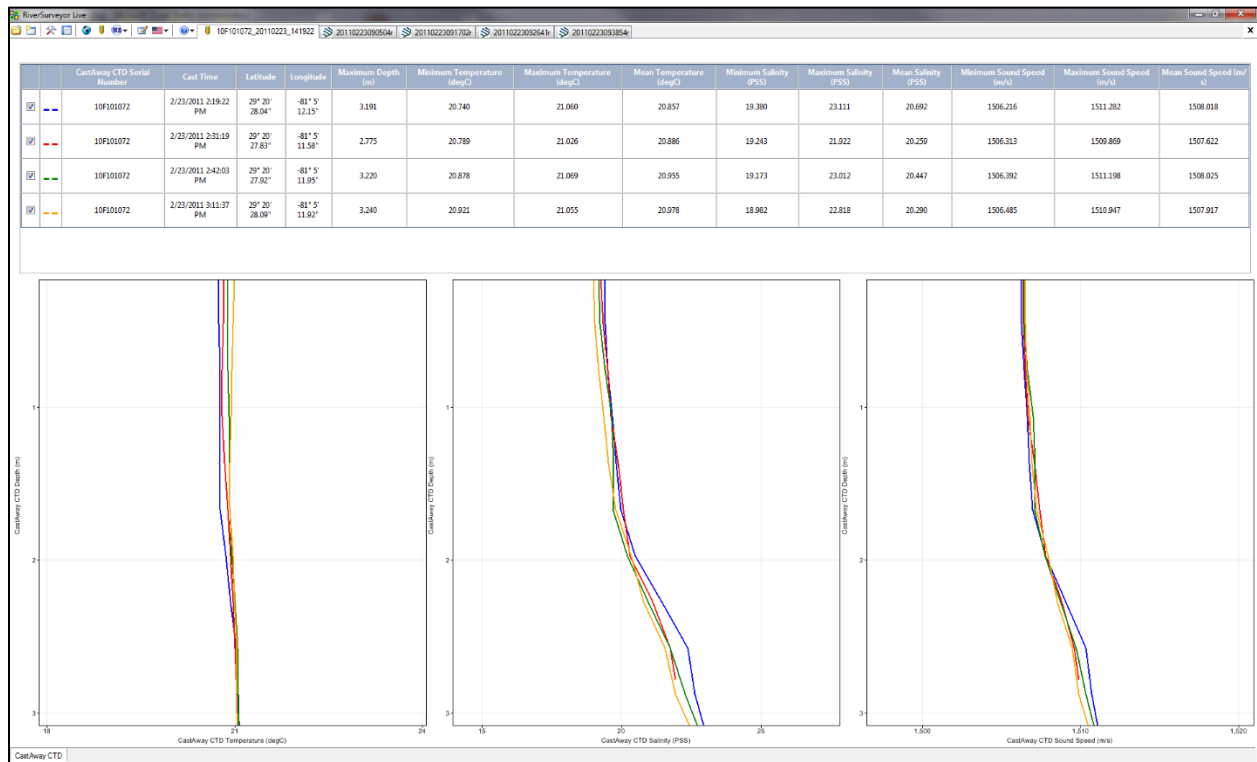 RiverSurveyor Live
10F101072_20110223_141922 20110223090504r 20110223091702r 20110223092641r 20110223093854r
CastAway CTD Serial Number Cast Time Latitude Longitude Maximum Depth (m) Minimum Temperature (degC) Maximum Temperature (degC) Mean Temperature (degC) Minimum Salinity (PSS) Maximum Salinity (PSS) Mean Salinity (PSS) Minimum Sound Speed (m/s) Maximum Sound Speed (m/s) Mean Sound Speed (m/s)
10F101072 2/23/2011 2:19:22 PM 29° 20' 28.04" -81° 5' 12.15" 3.191 20.740 21.060 20.857 19.380 23.111 20.692 1506.216 1511.282 1508.018
10F101072 2/23/2011 2:31:19 PM 29° 20' 27.83" -81° 5' 11.58" 2.775 20.789 21.026 20.886 19.243 21.922 20.259 1506.313 1509.869 1507.622
10F101072 2/23/2011 2:42:03 PM 29° 20' 27.92" -81° 5' 11.95" 3.220 20.878 21.069 20.955 19.173 23.012 20.447 1506.392 1511.198 1508.025
10F101072 2/23/2011 3:11:37 PM 29° 20' 28.09" -81° 5' 11.92" 3.240 20.921 21.055 20.978 18.982 22.818 20.290 1506.485 1510.947 1507.917
CastAway CTD Depth (m)
1
2
3
18 21 24
CastAway CTD Temperature (degC)
CastAway CTD Depth (m)
1
2
3
15 20 25
CastAway CTD Salinity (PSS)
CastAway CTD Depth (m)
1
2
3
1,500 1,510 1,520
CastAway CTD Sound Speed (m/s)
CastAway CTD